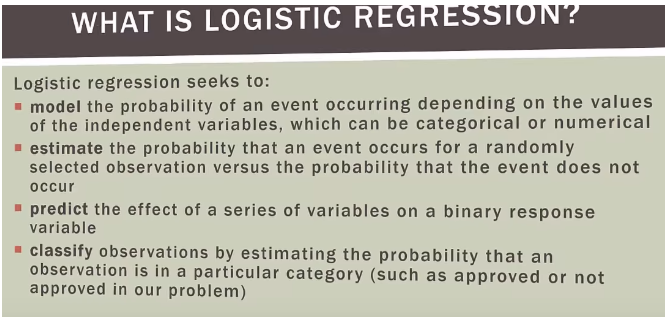 WHAT IS LOGISTIC REGRESSION?
Logistic regression seeks to:
▪ model the probability of an event occurring depending on the values
of the independent variables, which can be categorical or numerical
▪ estimate the probability that an event occurs for a randomly
selected observation versus the probability that the event does not
occur
▪ predict the effect of a series of variables on a binary response
variable
▪ classify observations by estimating the probability that an
observation is in a particular category (such as approved or not
approved in our problem)